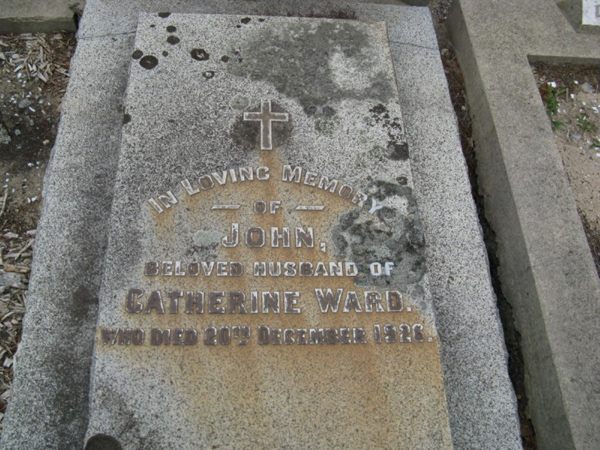 IN LOVING MEMORY
OF
JOHN,
BELOVED HUSBAND OF
CATHERINE WARD.
WHO DIED 20TH DECEMBER 1926.